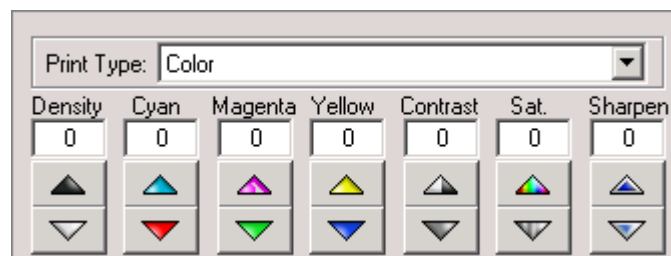 Print Type: Color
Density Cyan Magenta Yellow Contrast Sat. Sharpen
0 0 0 0 0 0 0